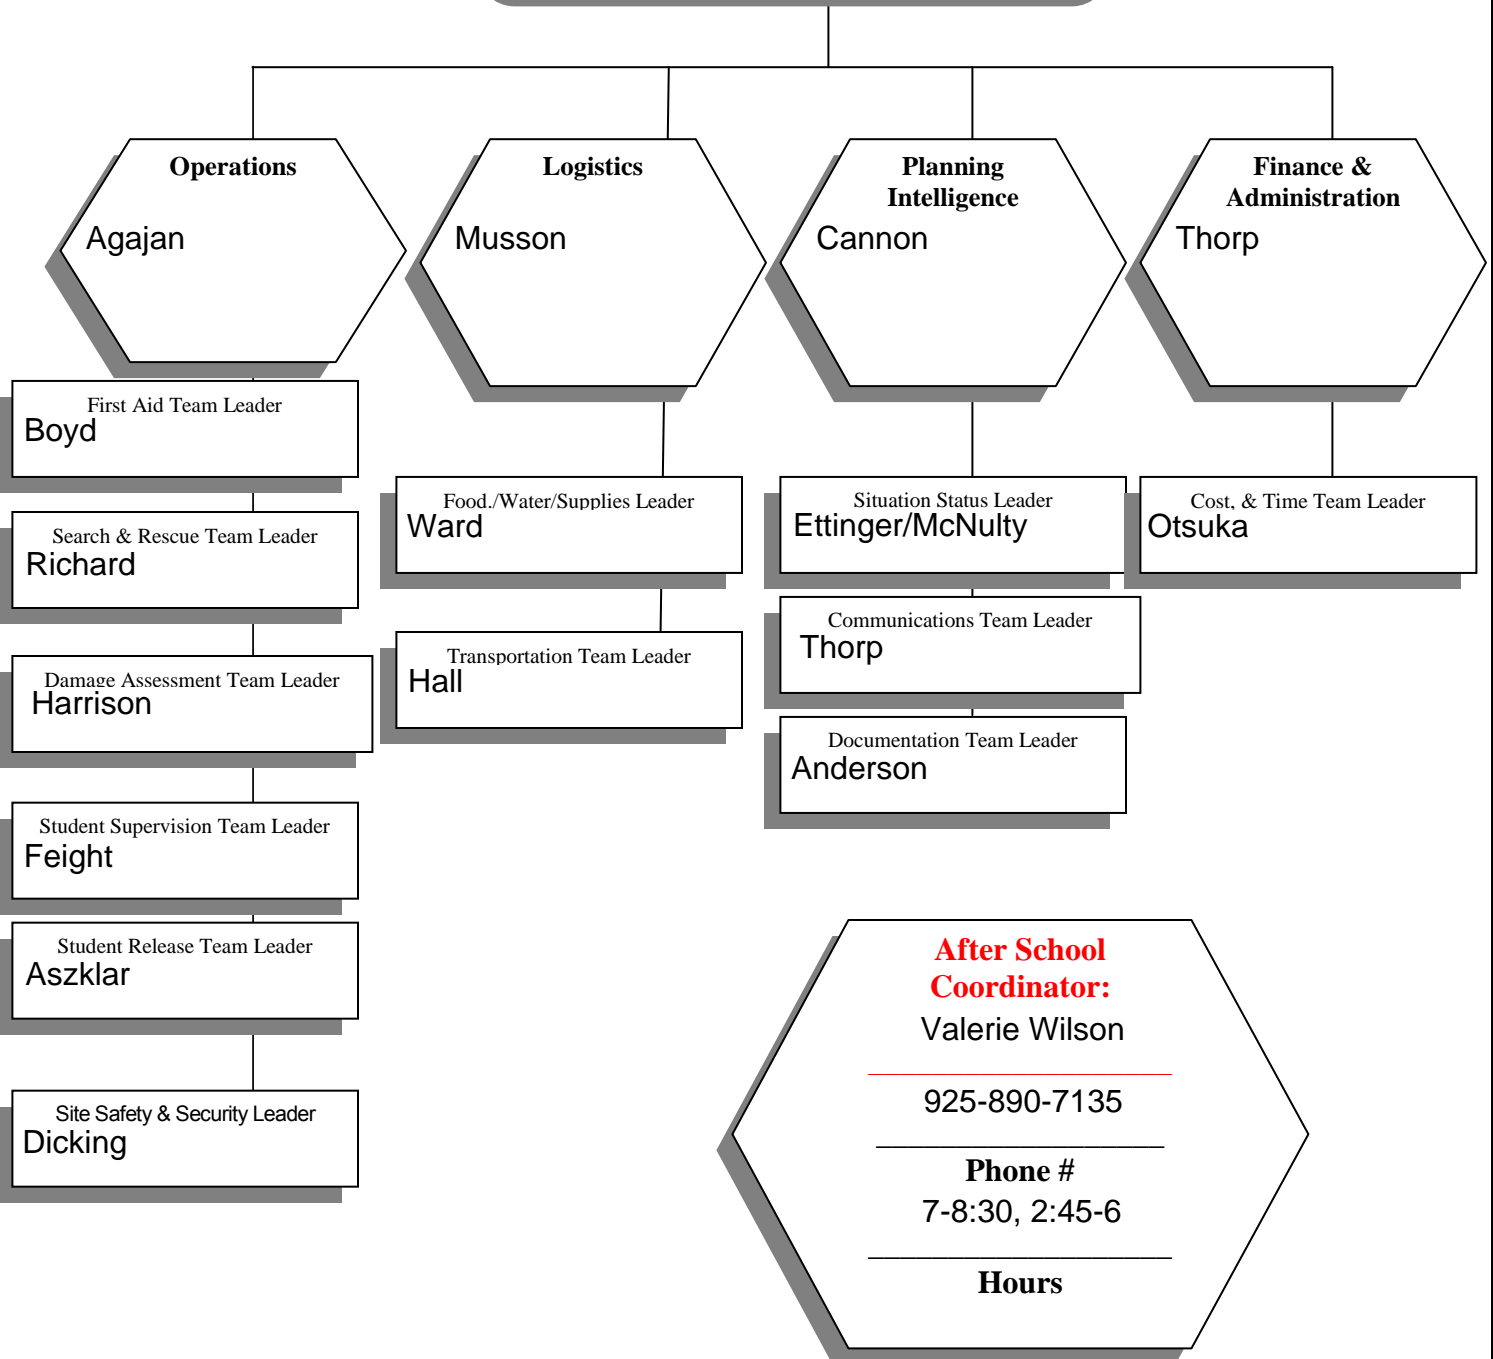 Operations
Agajan
Logistics
Musson
Planning
Intelligence
Cannon
Finance &
Administration
Thorp
First Aid Team Leader
Boyd
Search & Rescue Team Leader
Richard
Damage Assessment Team Leader
Harrison
Student Supervision Team Leader
Feight
Student Release Team Leader
Aszklar
Site Safety & Security Leader
Dicking
Food./Water/Supplies Leader
Ward
Transportation Team Leader
Hall
Situation Status Leader
Ettinger/McNulty
Communications Team Leader
Thorp
Documentation Team Leader
Anderson
Cost, & Time Team Leader
Otsuka
After School
Coordinator:
Valerie Wilson
925-890-7135
Phone #
7-8:30, 2:45-6
Hours